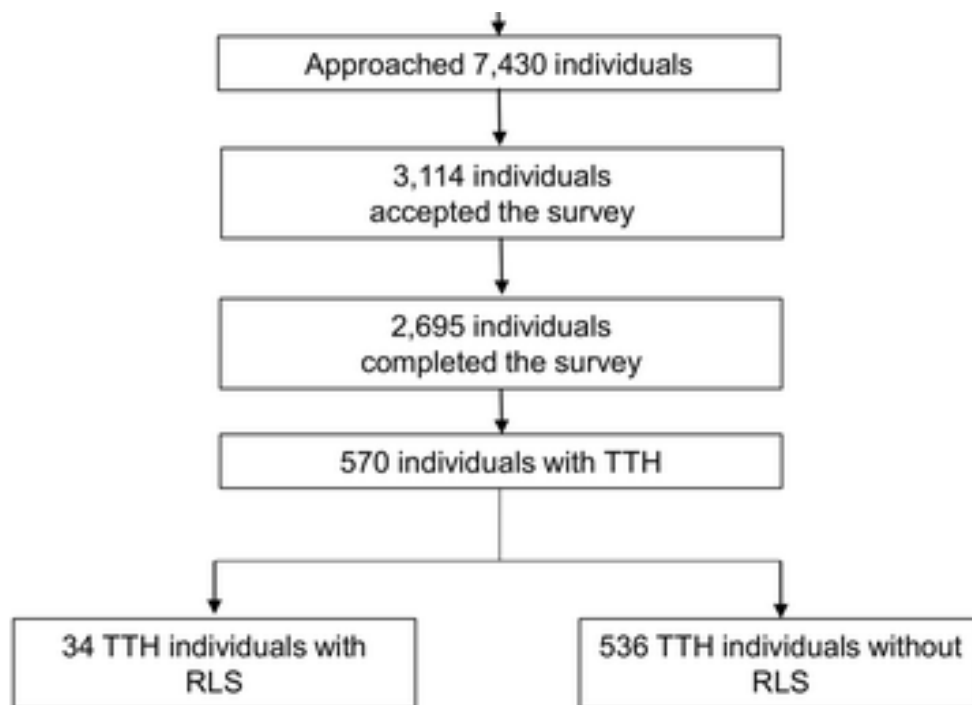 Approached 7,430 individuals
3,114 individuals
accepted the survey
2,695 individuals
completed the survey
570 individuals with TTH
34 TTH individuals with
RLS
536 TTH individuals without
RLS